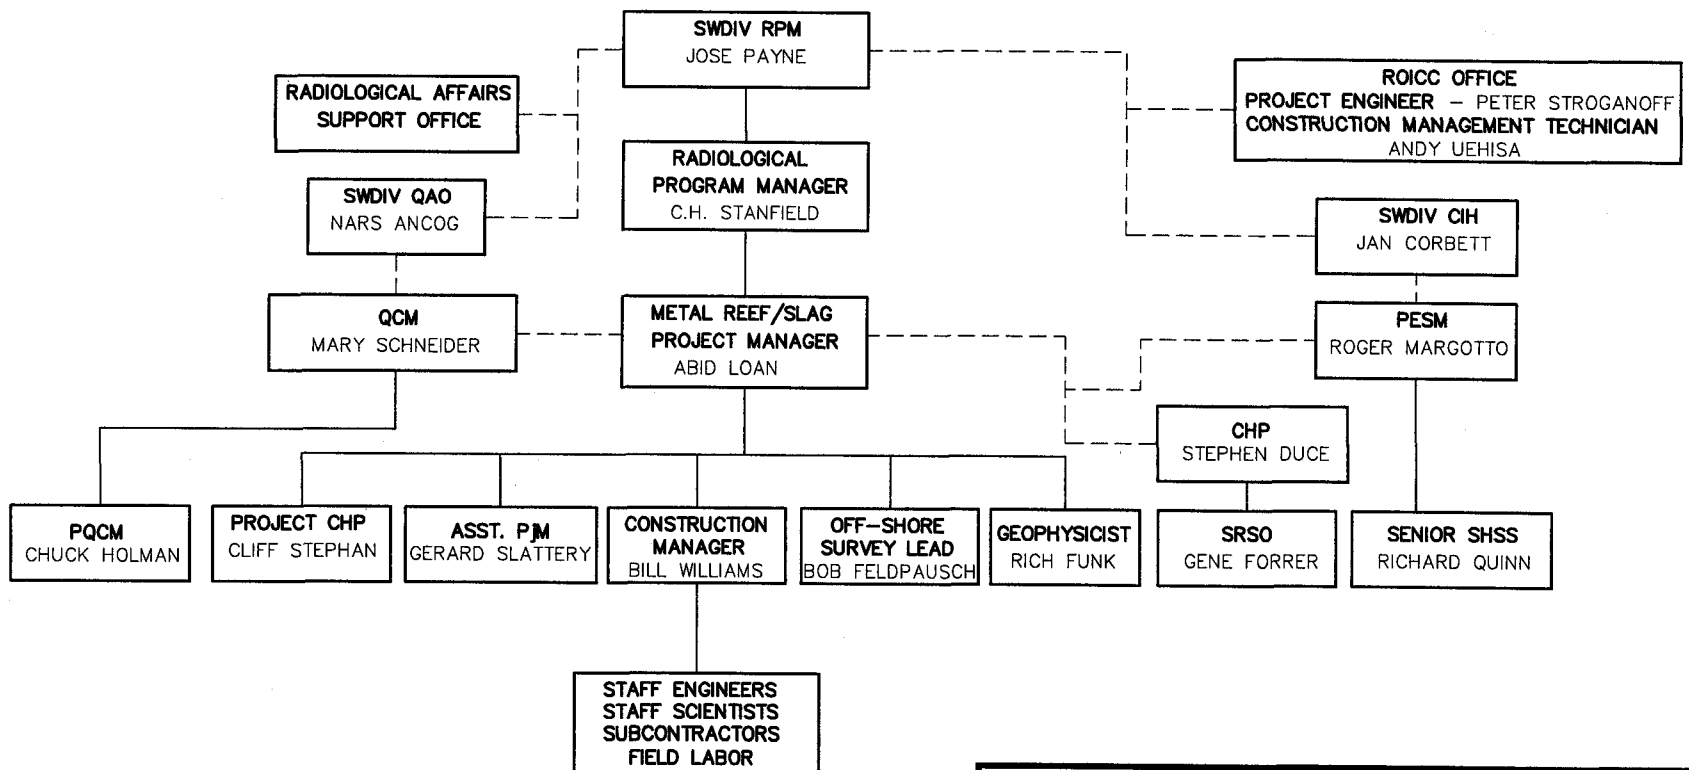 SWDIV RPM
JOSE PAYNE
RADIOLOGICAL AFFAIRS
SUPPORT OFFICE
ROICC OFFICE
PROJECT ENGINEER – PETER STROGANOFF
CONSTRUCTION MANAGEMENT TECHNICIAN
ANDY UEHISA
RADIOLOGICAL
PROGRAM MANAGER
C.H. STANFIELD
SWDIV QAO
NARS ANCOG
SWDIV CIH
JAN CORBETT
QCM
MARY SCHNEIDER
METAL REEF/SLAG
PROJECT MANAGER
ABID LOAN
PESM
ROGER MARGOTTO
CHP
STEPHEN DUCE
PQCM
CHUCK HOLMAN
PROJECT CHP
CLIFF STEPHAN
ASST. PjM
GERARD SLATTERY
CONSTRUCTION
MANAGER
BILL WILLIAMS
OFF-SHORE
SURVEY LEAD
BOB FELDPAUSCH
GEOPHYSICIST
RICH FUNK
SRSO
GENE FORRER
SENIOR SHSS
RICHARD QUINN
STAFF ENGINEERS
STAFF SCIENTISTS
SUBCONTRACTORS
FIELD LABOR